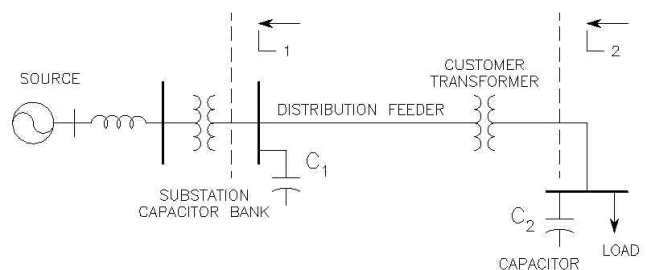 1
2
SOURCE
CUSTOMER
TRANSFORMER
DISTRIBUTION FEEDER
C1
SUBSTATION
CAPACITOR BANK
C2
CAPACITOR
LOAD